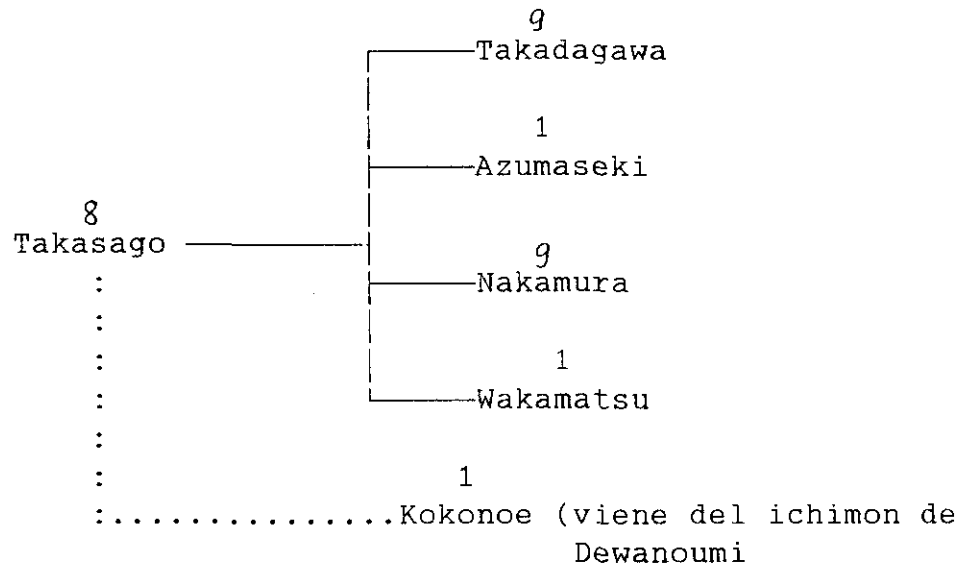 9
Takadagawa
1
Azumaseki
8
Takasago
9
Nakamura
1
Wakamatsu
1
Kokonoe (viene del ichimon de
Dewanoumi